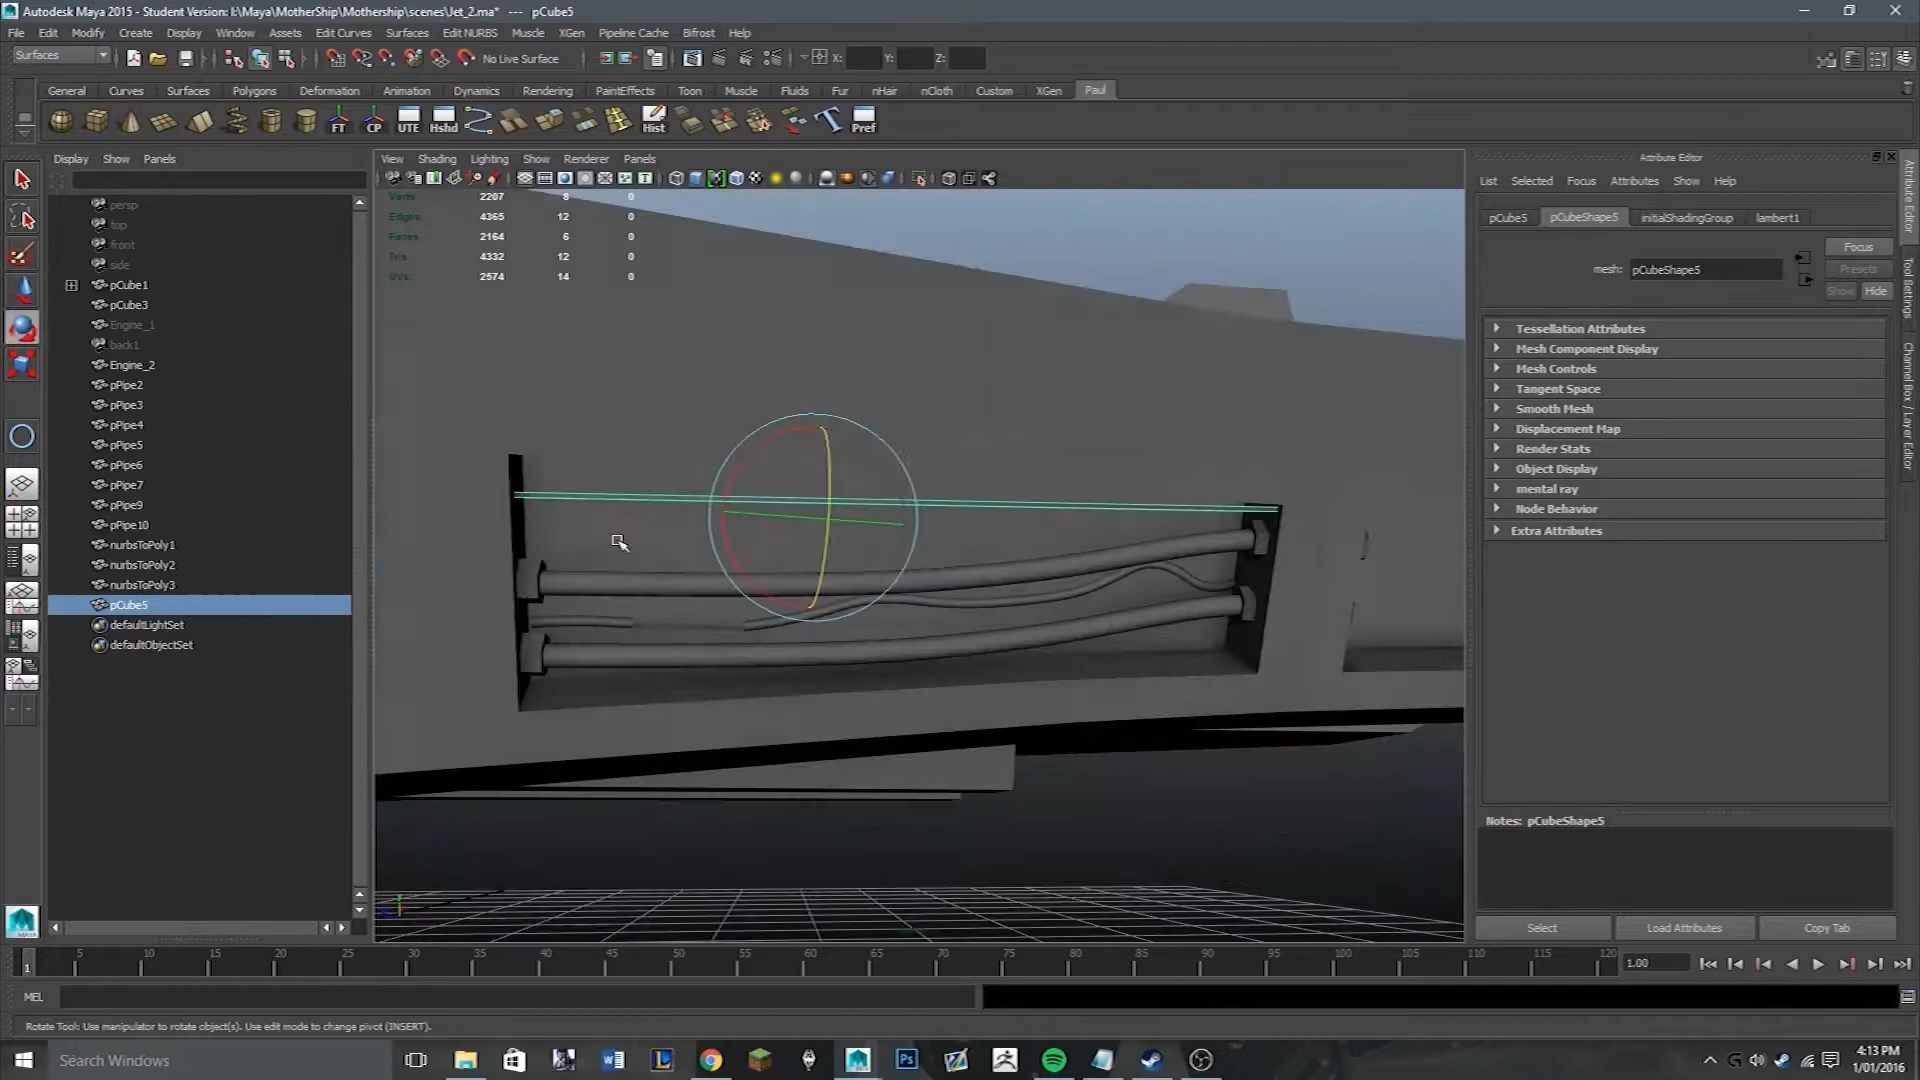 Autodesk Maya 2015 - Student Version: I:\Maya\MotherShip\Mothership\scenes\Jet_2.ma* --- pCube5
File Edit Modify Create Display Window Assets Edit Curves Surfaces Edit NURBS Muscle XGen Pipeline Cache Bifrost Help
Surfaces No Live Surface X: Y: Z:
General Curves Surfaces Polygons Deformation Animation Dynamics Rendering PaintEffects Toon Muscle Fluids Fur nHair nCloth Custom XGen Paul
FT CP UTE Hshd Hist Pref
Display Show Panels
View Shading Lighting Show Renderer Panels
Attribute Editor
List Selected Focus Attributes Show Help
persp
top
front
side
pCube1
pCube3
Engine_1
back1
Engine_2
pPipe2
pPipe3
pPipe4
pPipe5
pPipe6
pPipe7
pPipe9
pPipe10
nurbsToPoly1
nurbsToPoly2
nurbsToPoly3
pCube5
defaultLightSet
defaultObjectSet
Verts 2207 8 0
Edges 4365 12 0
Faces 2164 6 0
Tris 4332 12 0
UVs 2574 14 0
pCube5 pCubeShape5 initialShadingGroup lambert1
mesh: pCubeShape5
Focus
Presets
Show Hide
Tessellation Attributes
Mesh Component Display
Mesh Controls
Tangent Space
Smooth Mesh
Displacement Map
Render Stats
Object Display
mental ray
Node Behavior
Extra Attributes
Notes: pCubeShape5
Select Load Attributes Copy Tab
Attribute Editor
Tool Settings
Channel Box / Layer Editor
1 5 10 15 20 25 30 35 40 45 50 55 60 65 70 75 80 85 90 95 100 105 110 115 120 1.00
MEL
Rotate Tool: Use manipulator to rotate object(s). Use edit mode to change pivot (INSERT).
Search Windows
4:13 PM
1/01/2016